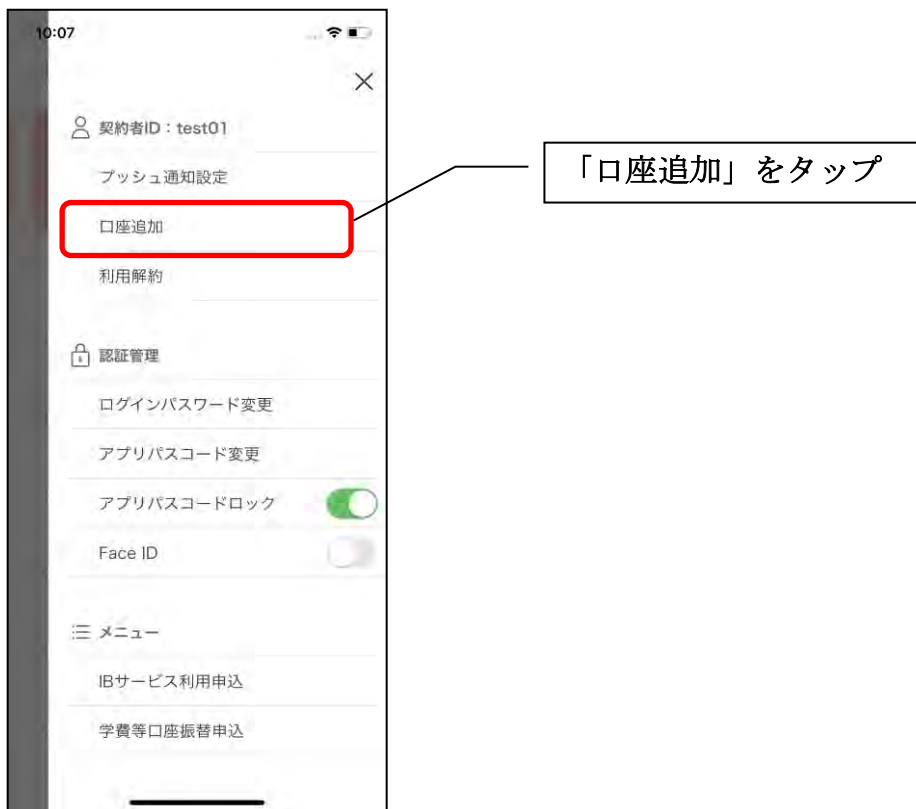 10:07
契約者ID：test01
プッシュ通知設定
口座追加
「口座追加」をタップ
利用解約
認証管理
ログインパスワード変更
アプリパスコード変更
アプリパスコードロック
Face ID
メニュー
IBサービス利用申込
学費等口座振替申込